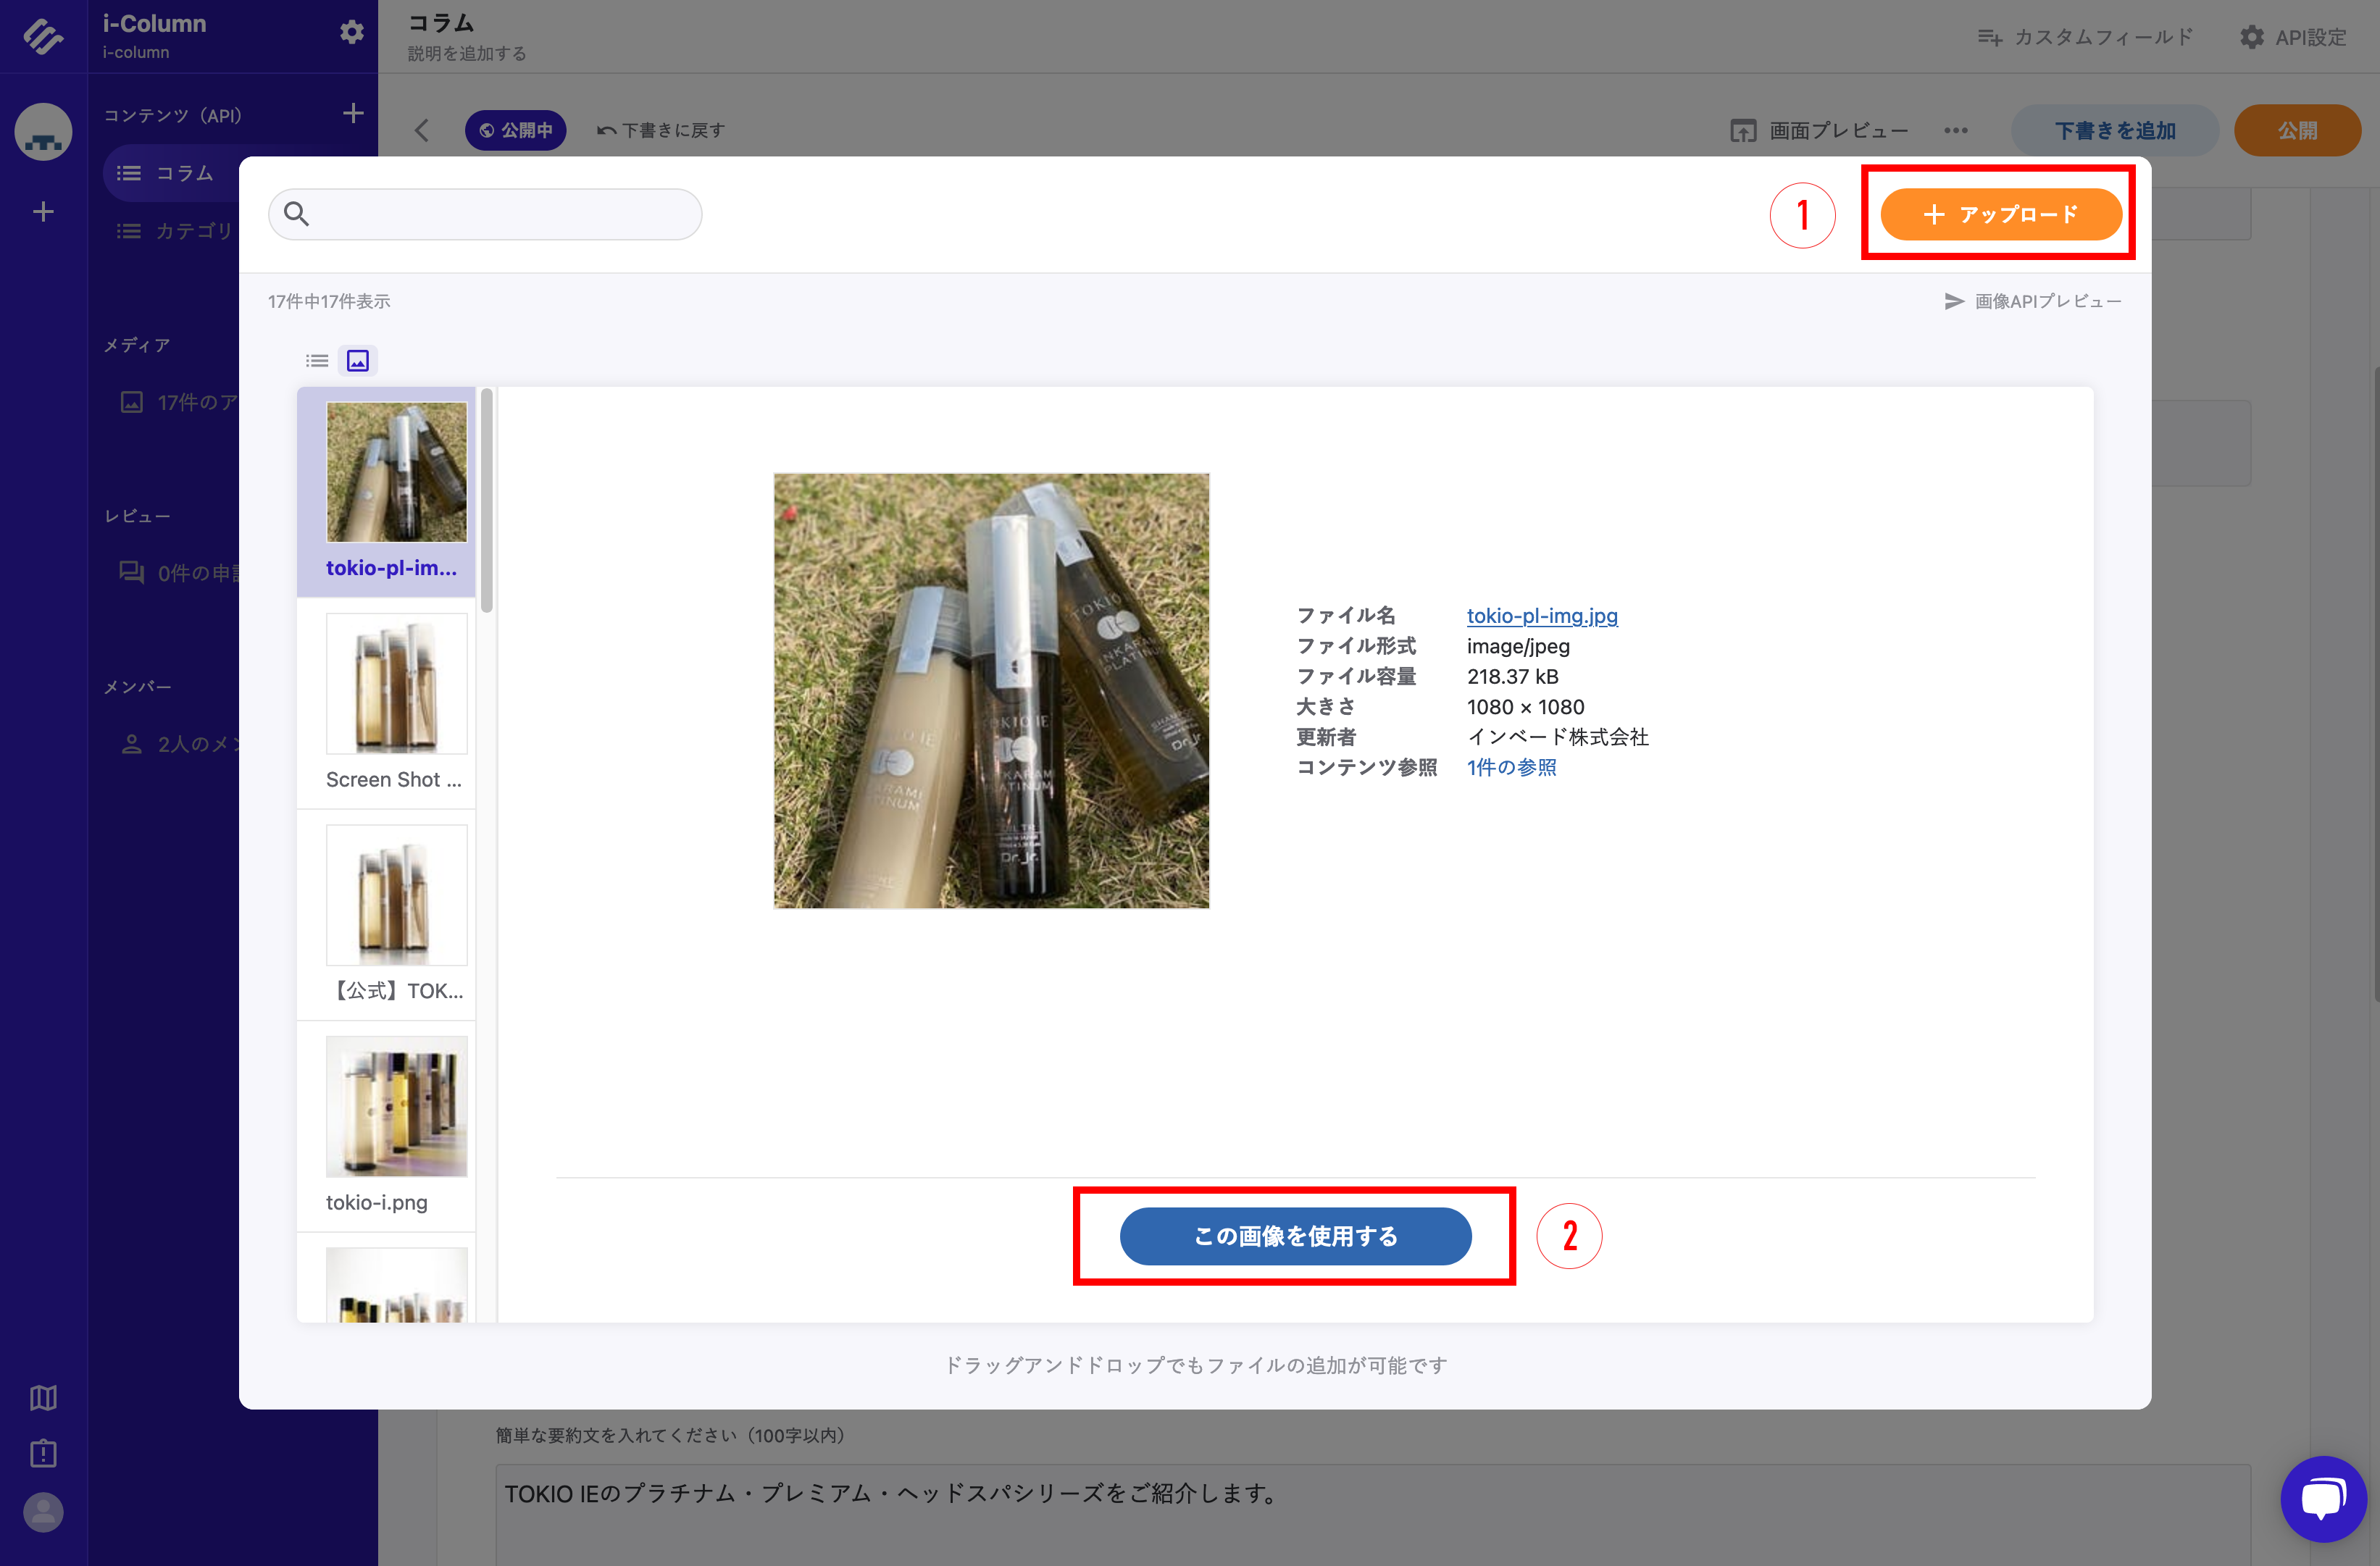 i-Column
i-column
コラム
説明を追加する
カスタムフィールド
API設定
コンテンツ（API）
公開中
下書きに戻す
画面プレビュー
下書きを追加
公開
コラム
カテゴリ
メディア
17件のア
レビュー
0件の申
メンバー
2人のメン
1
アップロード
17件中17件表示
画像APIプレビュー
tokio-pl-im...
Screen Shot ...
【公式】TOK...
tokio-i.png
TOKIO IE
INKARAMI
PLATINUM
Dr.Jr.
TOKIO IE
INKARAMI
PLATINUM
Dr.Jr.
ファイル名 tokio-pl-img.jpg
ファイル形式 image/jpeg
ファイル容量 218.37 kB
大きさ 1080 × 1080
更新者 インベード株式会社
コンテンツ参照 1件の参照
この画像を使用する
2
ドラッグアンドドロップでもファイルの追加が可能です
簡単な要約文を入れてください（100字以内）
TOKIO IEのプラチナム・プレミアム・ヘッドスパシリーズをご紹介します。